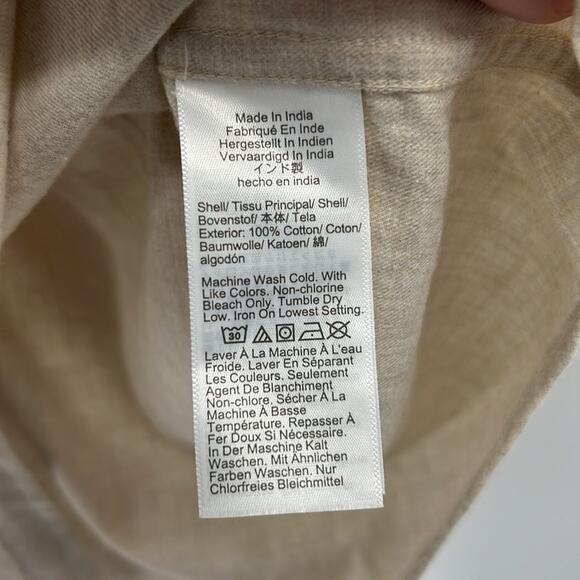 Made In India
Fabriqué En Inde
Hergestellt In Indien
Vervaardigd In India
インド製
hecho en india
Shell/ Tissu Principal/ Shell/
Bovenstof/ 本体/ Tela
Exterior: 100% Cotton/ Coton/
Baumwolle/ Katoen/ 綿/
algodón
Machine Wash Cold. With
Like Colors. Non-chlorine
Bleach Only. Tumble Dry
Low. Iron On Lowest Setting.
30
Laver À La Machine À L'eau
Froide. Laver En Séparant
Les Couleurs. Seulement
Agent De Blanchiment
Non-chlore. Sécher À La
Machine À Basse
Température. Repasser À
Fer Doux Si Nécessaire.
In Der Maschine Kalt
Waschen. Mit Ähnlichen
Farben Waschen. Nur
Chlorfreies Bleichmittel